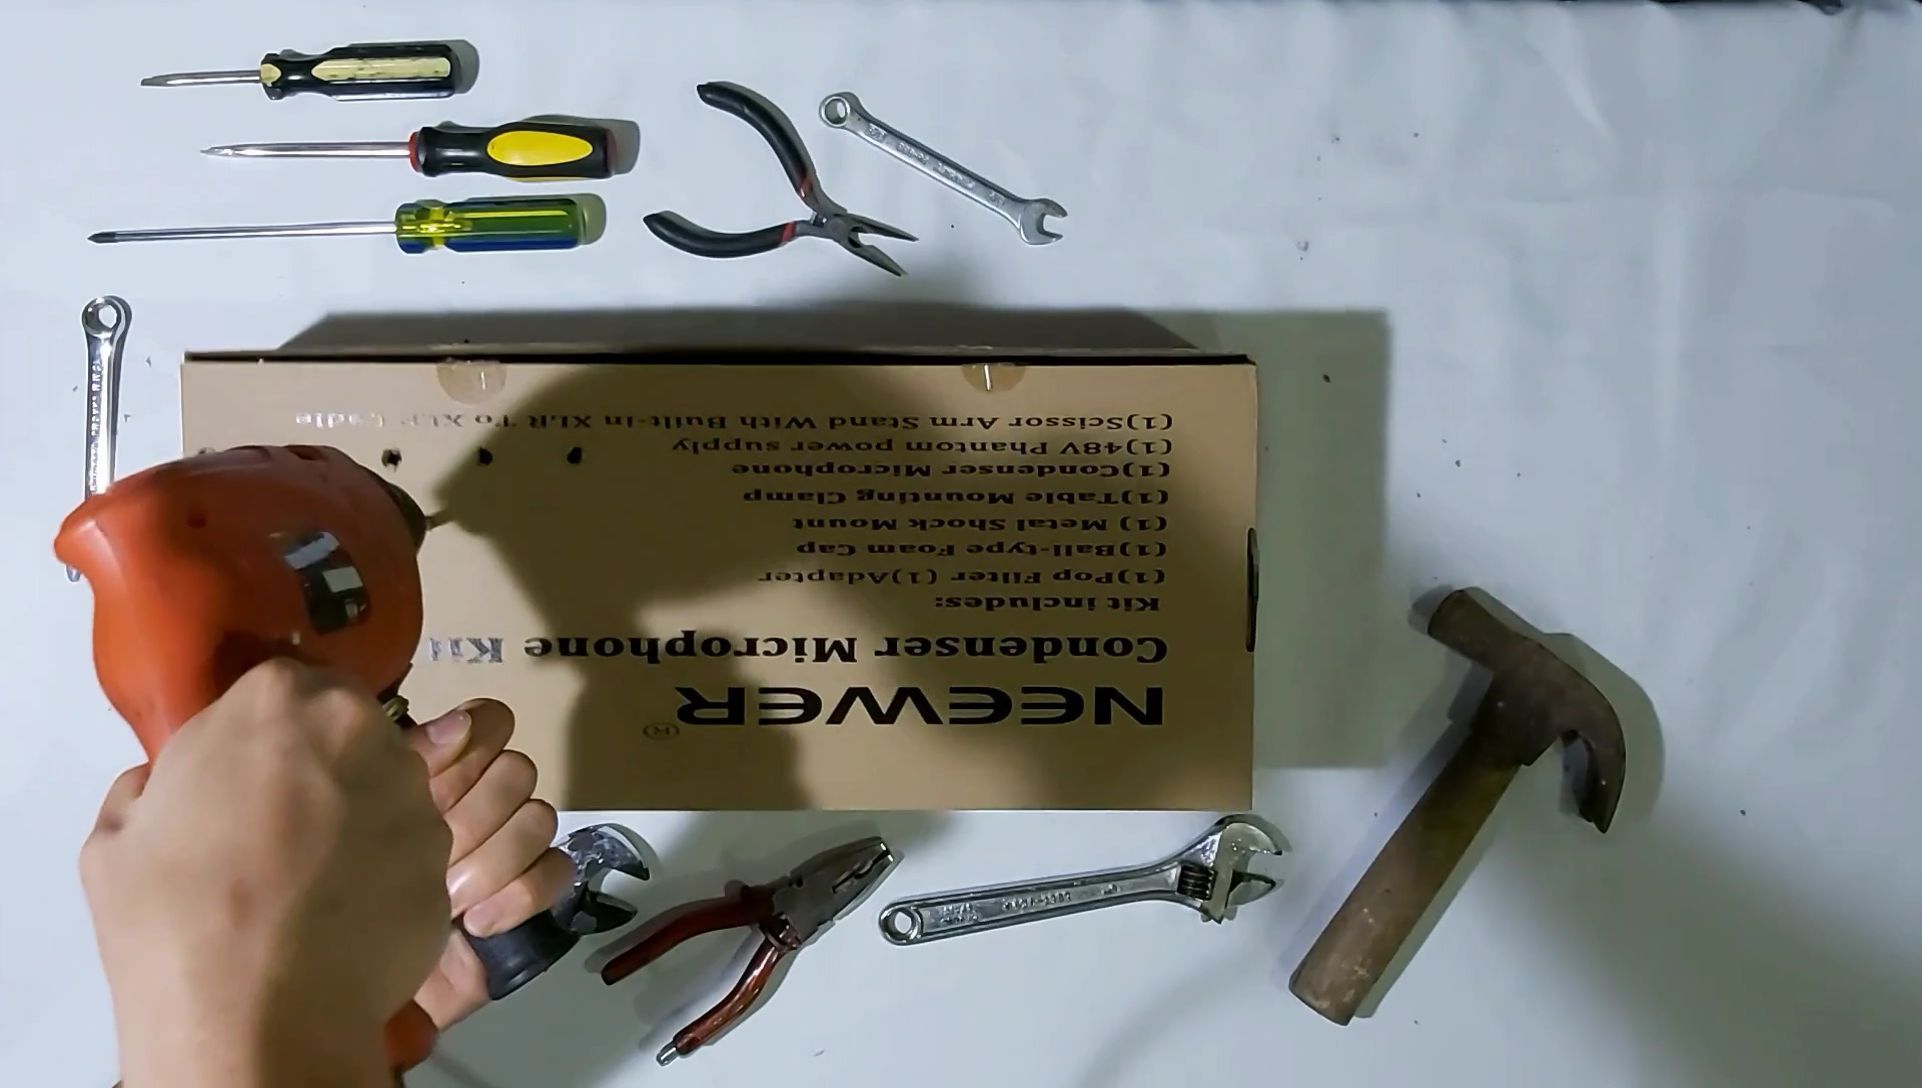 NEEWER®
Condenser Microphone Kit
Kit includes:
(1)Pop Filter (1)Adapter
(1)Ball-type Foam Cap
(1) Metal Shock Mount
(1)Table Mounting Clamp
(1)Condenser Microphone
(1)48V Phantom power supply
(1)Scissor Arm Stand With Built-in XLR To XLR Cable